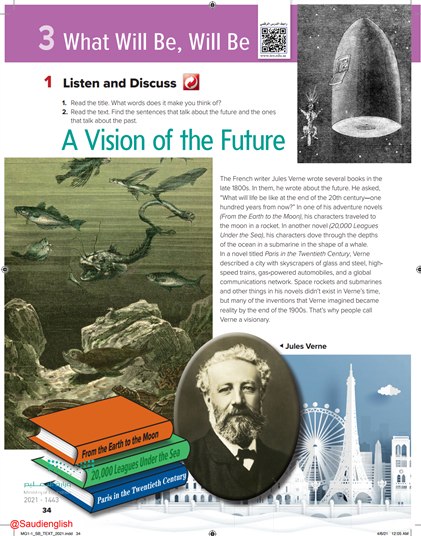 3 What Will Be, Will Be
1 Listen and Discuss
1. Read the title. What words does it make you think of?
2. Read the text. Find the sentences that talk about the future and the ones
that talk about the past.
A Vision of the Future
The French writer Jules Verne wrote several books in the
late 1800s. In them, he wrote about the future. He asked,
"What will life be like at the end of the 20th century—one
hundred years from now?" In one of his adventure novels
(From the Earth to the Moon), his characters traveled to
the moon in a rocket. In another novel (20,000 Leagues
Under the Sea), his characters dove through the depths
of the ocean in a submarine in the shape of a whale.
In a novel titled Paris in the Twentieth Century, Verne
described a city with skyscrapers of glass and steel, high-
speed trains, gas-powered automobiles, and a global
communications network. Space rockets and submarines
and other things in his novels didn't exist in Verne's time,
but many of the inventions that Verne imagined became
reality by the end of the 1900s. That's why people call
Verne a visionary.
Jules Verne
From the Earth to the Moon
20,000 Leagues Under the Sea
Paris in the Twentieth Century
2021 - 1443
34
@Saudienglish
MG1-1_SB_TEXT_2021.indd 34
4/8/21 12:05 AM